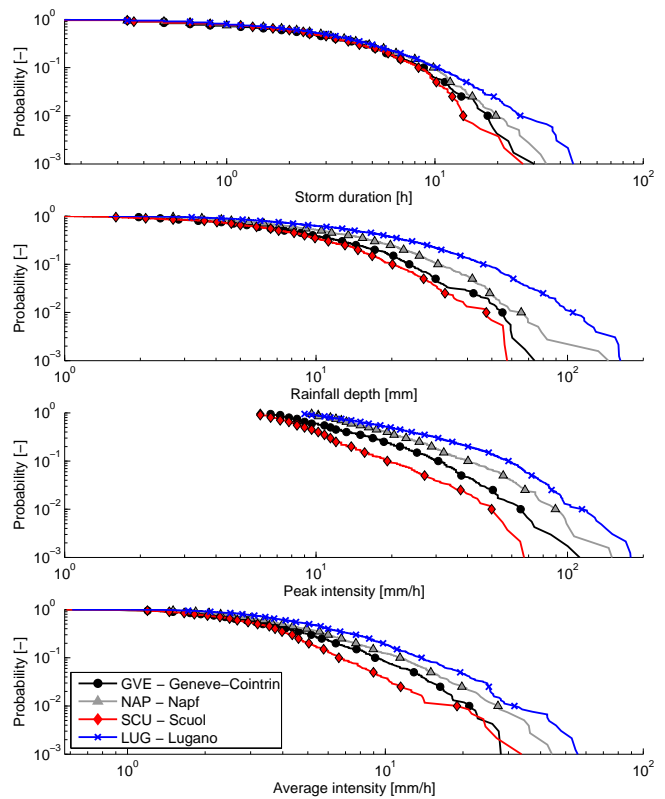 10^0
10^-1
10^-2
10^-3
Probability [−]
10^0 10^1 10^2
Storm duration [h]
10^0
10^-1
10^-2
10^-3
Probability [−]
10^0 10^1 10^2
Rainfall depth [mm]
10^0
10^-1
10^-2
10^-3
Probability [−]
10^0 10^1 10^2
Peak intensity [mm/h]
10^0
10^-1
10^-2
10^-3
Probability [−]
GVE − Geneve−Cointrin
NAP − Napf
SCU − Scuol
LUG − Lugano
10^0 10^1 10^2
Average intensity [mm/h]